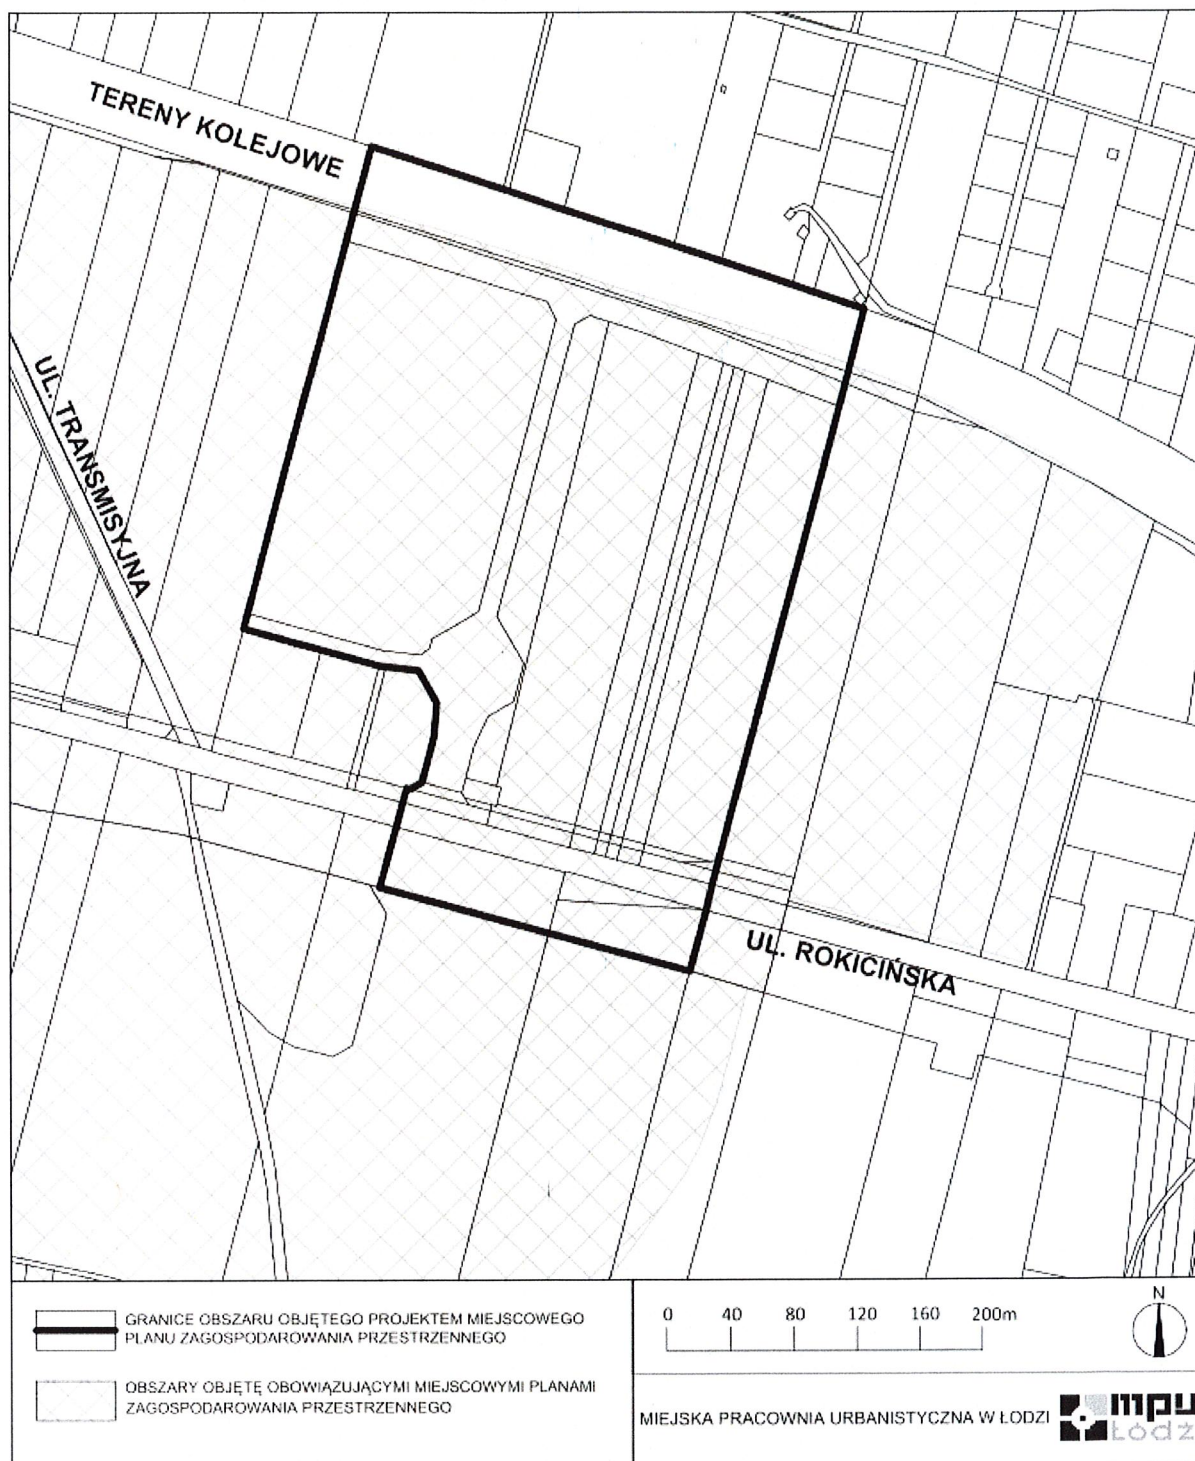 TERENY KOLEJOWE
UL. TRANSMISYJNA
UL. ROKICIŃSKA
GRANICE OBSZARU OBJĘTEGO PROJEKTEM MIEJSCOWEGO
PLANU ZAGOSPODAROWANIA PRZESTRZENNEGO
OBSZARY OBJĘTĘ OBOWIĄZUJĄCYMI MIEJSCOWYMI PLANAMI
ZAGOSPODAROWANIA PRZESTRZENNEGO
0 40 80 120 160 200m
N
MIEJSKA PRACOWNIA URBANISTYCZNA W ŁODZI
mpu
Łódź